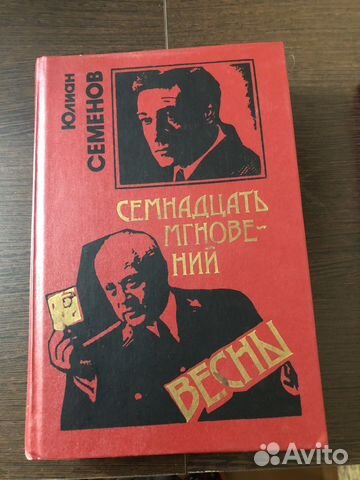 Юлиан
СЕМЕНОВ
СЕМНАДЦАТЬ
МГНОВЕ-
НИЙ
ВЕСНЫ
Avito